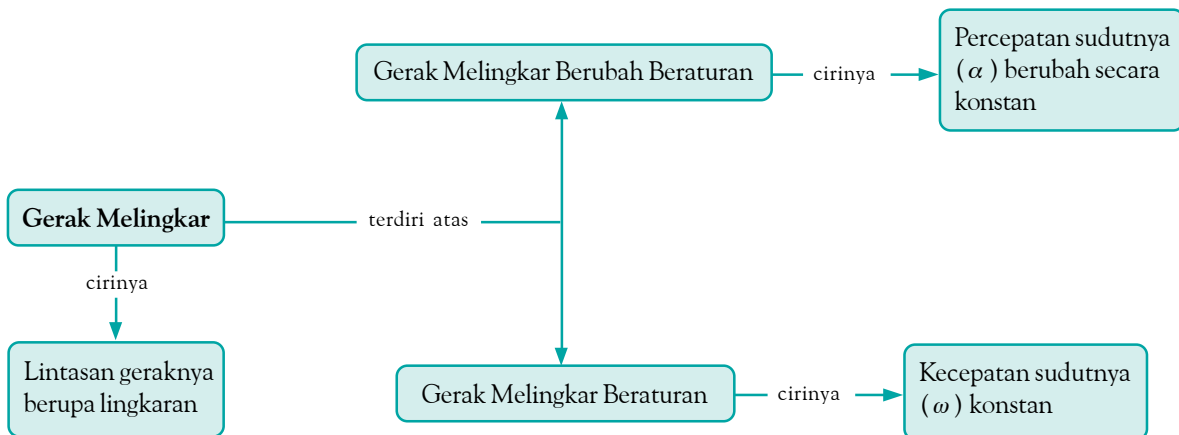 Gerak Melingkar Berubah Beraturan
cirinya
Percepatan sudutnya
(α) berubah secara
konstan
Gerak Melingkar
terdiri atas
cirinya
Lintasan geraknya
berupa lingkaran
Gerak Melingkar Beraturan
cirinya
Kecepatan sudutnya
(ω) konstan